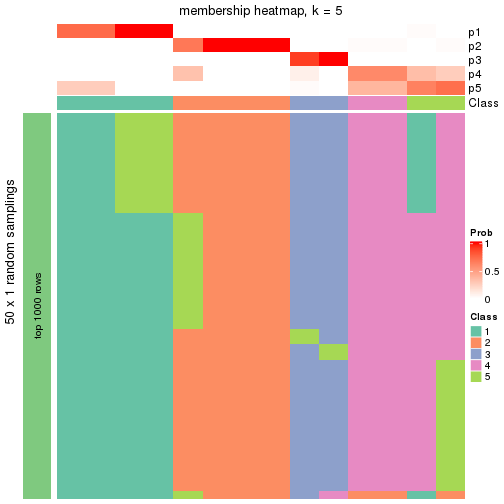 membership heatmap, k = 5
p1
p2
p3
p4
p5
Class
50 x 1 random samplings
top 1000 rows
Prob
1
0.5
0
Class
1
2
3
4
5